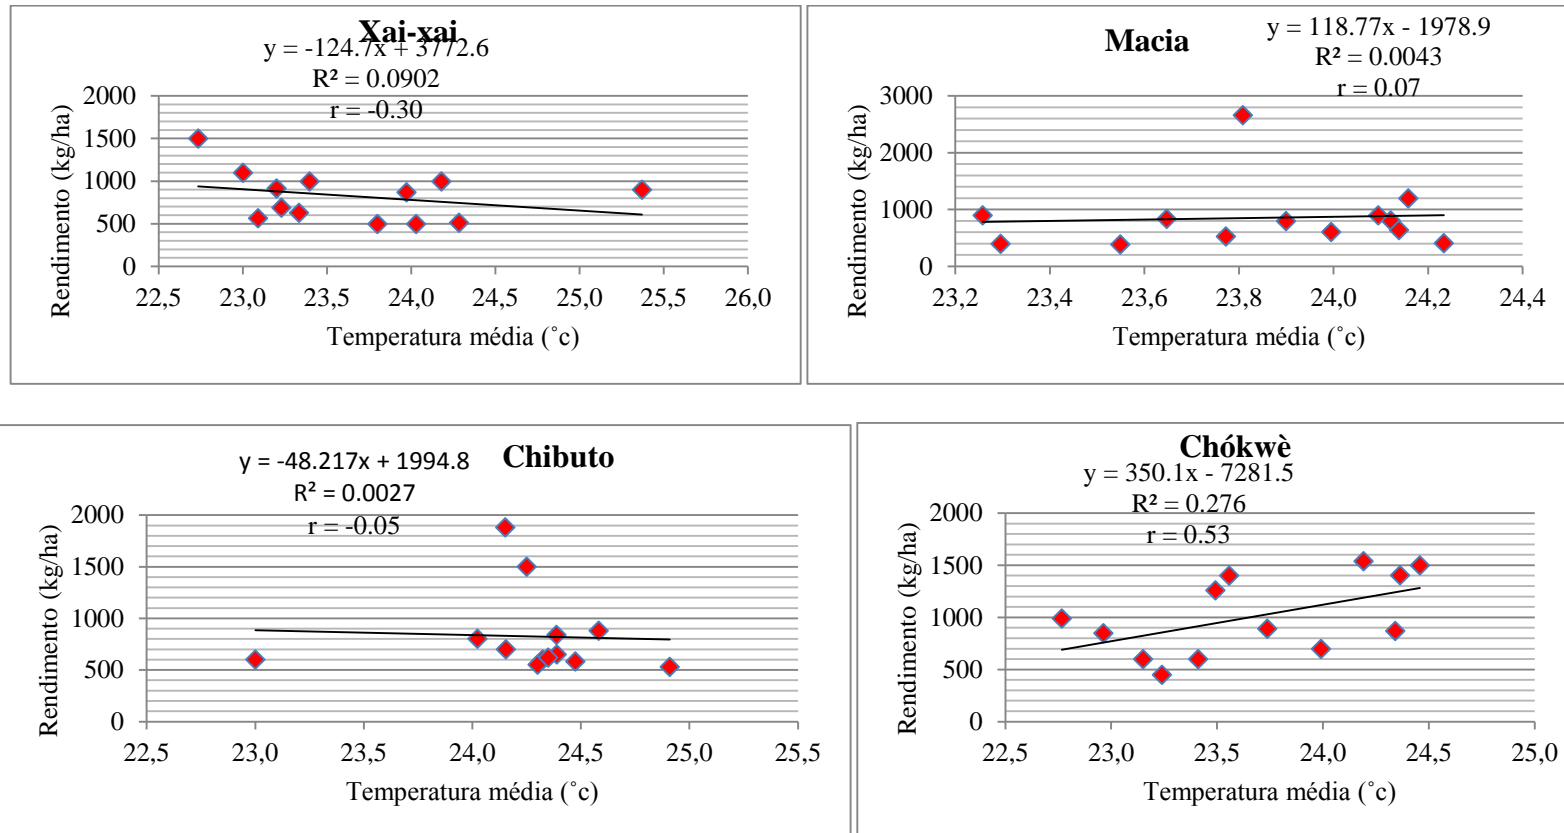 Xai-xai
y = -124.7x + 3772.6
R² = 0.0902
r = -0.30
Rendimento (kg/ha)
2000
1500
1000
500
0
22,5 23,0 23,5 24,0 24,5 25,0 25,5 26,0
Temperatura média (˚c)
Macia
y = 118.77x - 1978.9
R² = 0.0043
r = 0.07
Rendimento (kg/ha)
3000
2000
1000
0
23,2 23,4 23,6 23,8 24,0 24,2 24,4
Temperatura média (˚c)
Chibuto
y = -48.217x + 1994.8
R² = 0.0027
r = -0.05
Rendimento (kg/ha)
2000
1500
1000
500
0
22,5 23,0 23,5 24,0 24,5 25,0 25,5
Temperatura média (˚c)
Chókwè
y = 350.1x - 7281.5
R² = 0.276
r = 0.53
Rendimento (kg/ha)
2000
1500
1000
500
0
22,5 23,0 23,5 24,0 24,5 25,0
Temperatura média (˚c)